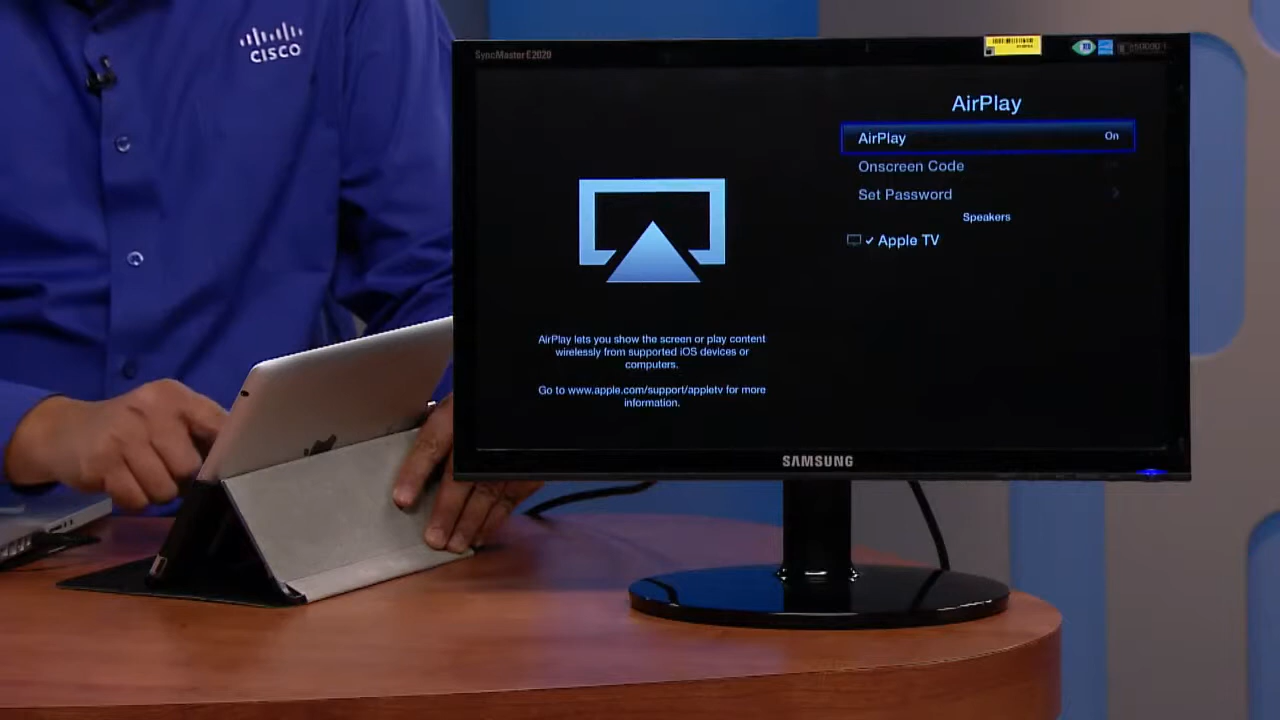 CISCO
SyncMaster E2020
AirPlay
AirPlay On
Onscreen Code
Set Password
Speakers
✓ Apple TV
AirPlay lets you show the screen or play content
wirelessly from supported iOS devices or
computers.
Go to www.apple.com/support/appletv for more
information.
SAMSUNG